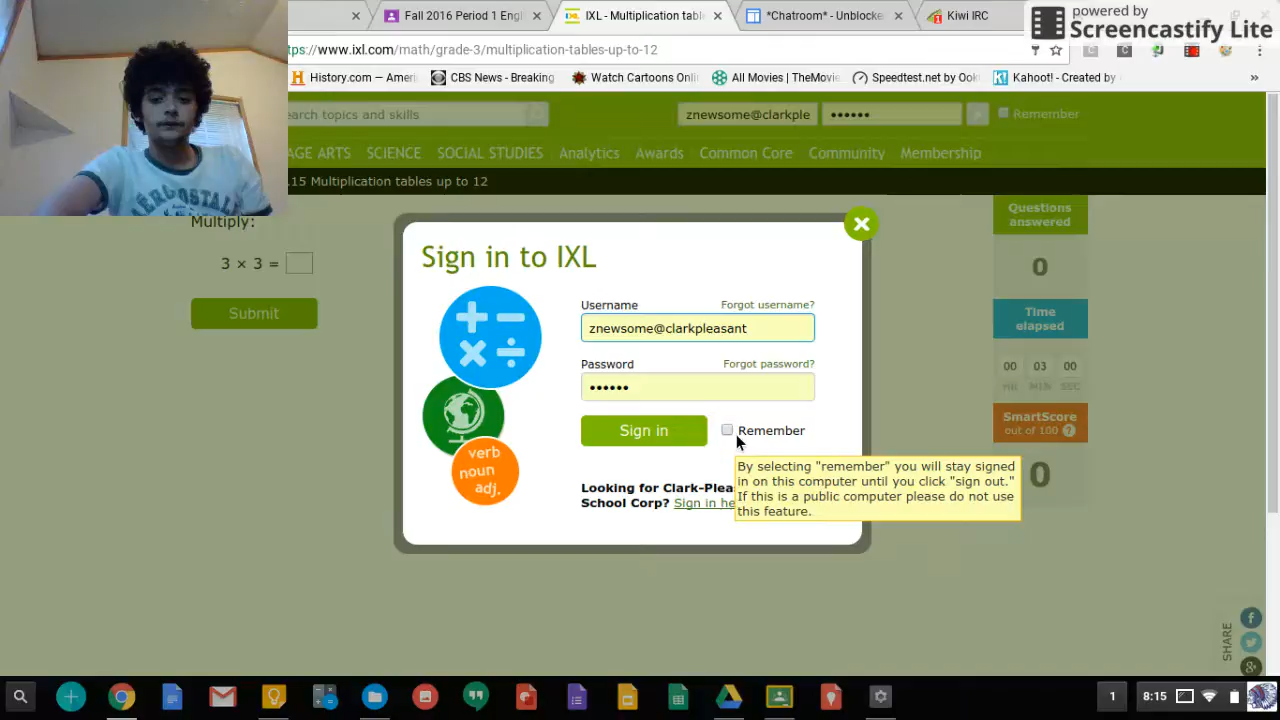 Fall 2016 Period 1 Eng
IXL - Multiplication tabl
*Chatroom* - Unblocke
Kiwi IRC
powered by
Screencastify Lite
tps://www.ixl.com/math/grade-3/multiplication-tables-up-to-12
History.com — Ameri
CBS News - Breaking
Watch Cartoons Onli
All Movies | TheMovie
Speedtest.net by Ook
Kahoot! - Created by
»
earch topics and skills
znewsome@clarkple
••••••
Remember
AGE ARTS SCIENCE SOCIAL STUDIES Analytics Awards Common Core Community Membership
.15 Multiplication tables up to 12
Multiply:
3 × 3 =
Submit
Sign in to IXL
Username
Forgot username?
znewsome@clarkpleasant
Password
Forgot password?
••••••
Sign in
Remember
verb
noun
adj.
By selecting "remember" you will stay signed
in on this computer until you click "sign out."
If this is a public computer please do not use
this feature.
Looking for Clark-Plea
School Corp? Sign in he
Questions
answered
0
Time
elapsed
00 03 00
HR MIN SEC
SmartScore
out of 100 ?
0
SHARE
1
8:15
AÉROPOSTALE